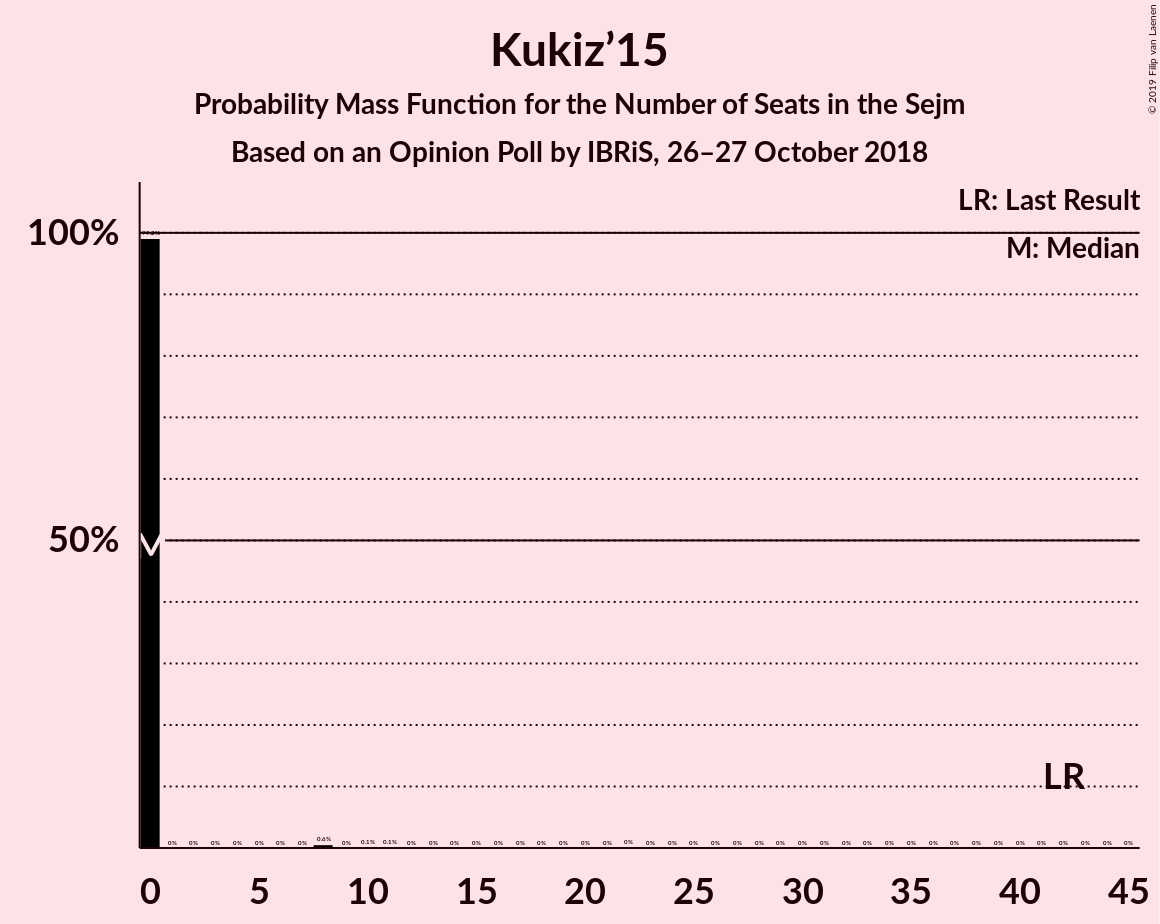 Kukiz’15
Probability Mass Function for the Number of Seats in the Sejm
Based on an Opinion Poll by IBRiS, 26–27 October 2018
© 2019 Filip van Laenen
LR: Last Result
M: Median
100%
50%
LR
0% 0% 0% 0% 0% 0% 0% 0.6% 0% 0.1% 0.1% 0% 0% 0% 0% 0% 0% 0% 0% 0% 0% 0% 0% 0% 0% 0% 0% 0% 0% 0% 0% 0% 0% 0% 0% 0% 0% 0% 0% 0% 0% 0% 0% 0% 0%
0 5 10 15 20 25 30 35 40 45